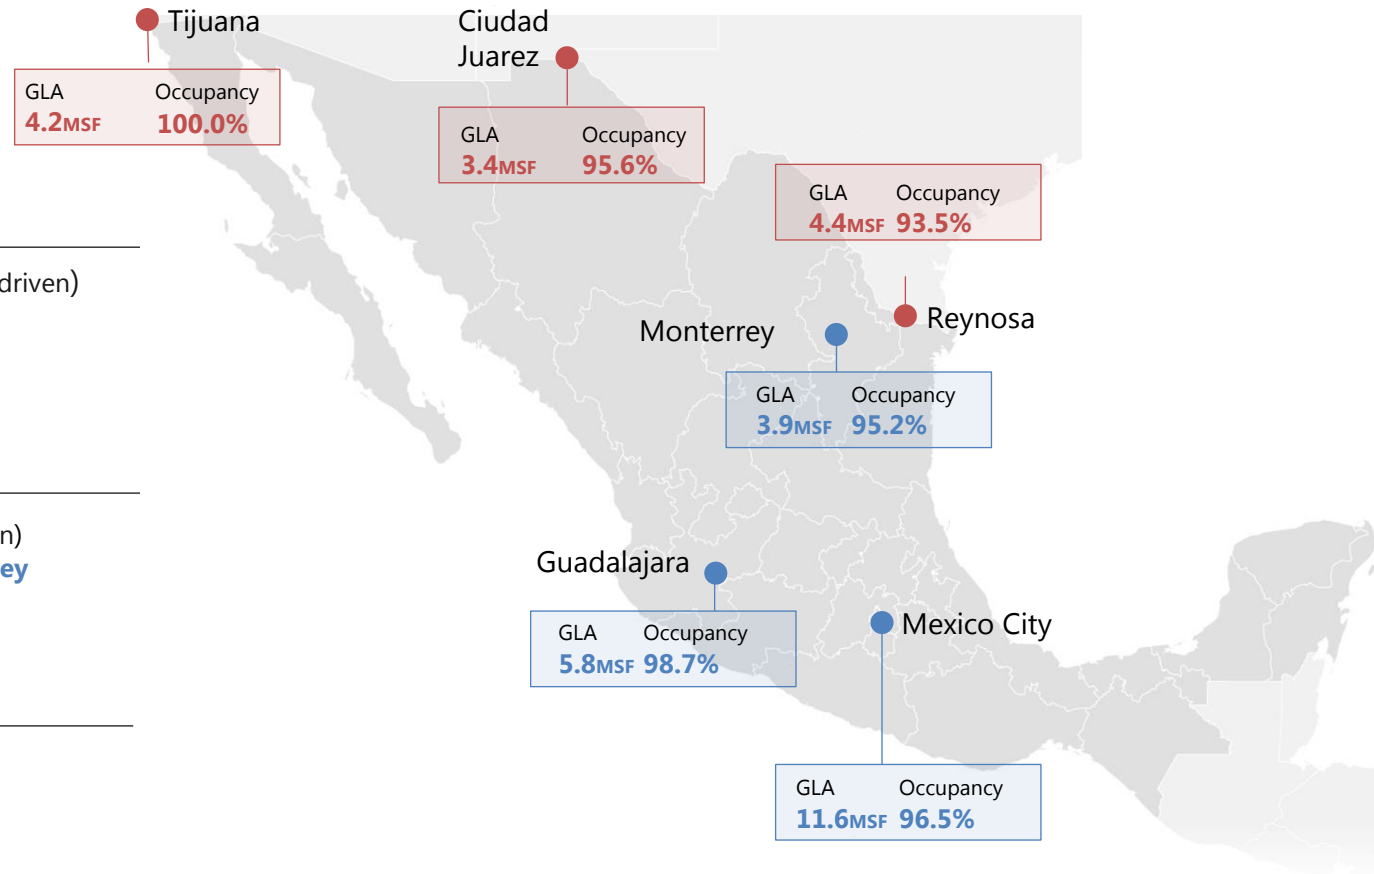 Tijuana
GLA Occupancy
4.2MSF 100.0%
Ciudad
Juarez
GLA Occupancy
3.4MSF 95.6%
GLA Occupancy
4.4MSF 93.5%
Reynosa
driven)
Monterrey
GLA Occupancy
3.9MSF 95.2%
n)
ey
Guadalajara
GLA Occupancy
5.8MSF 98.7%
Mexico City
GLA Occupancy
11.6MSF 96.5%